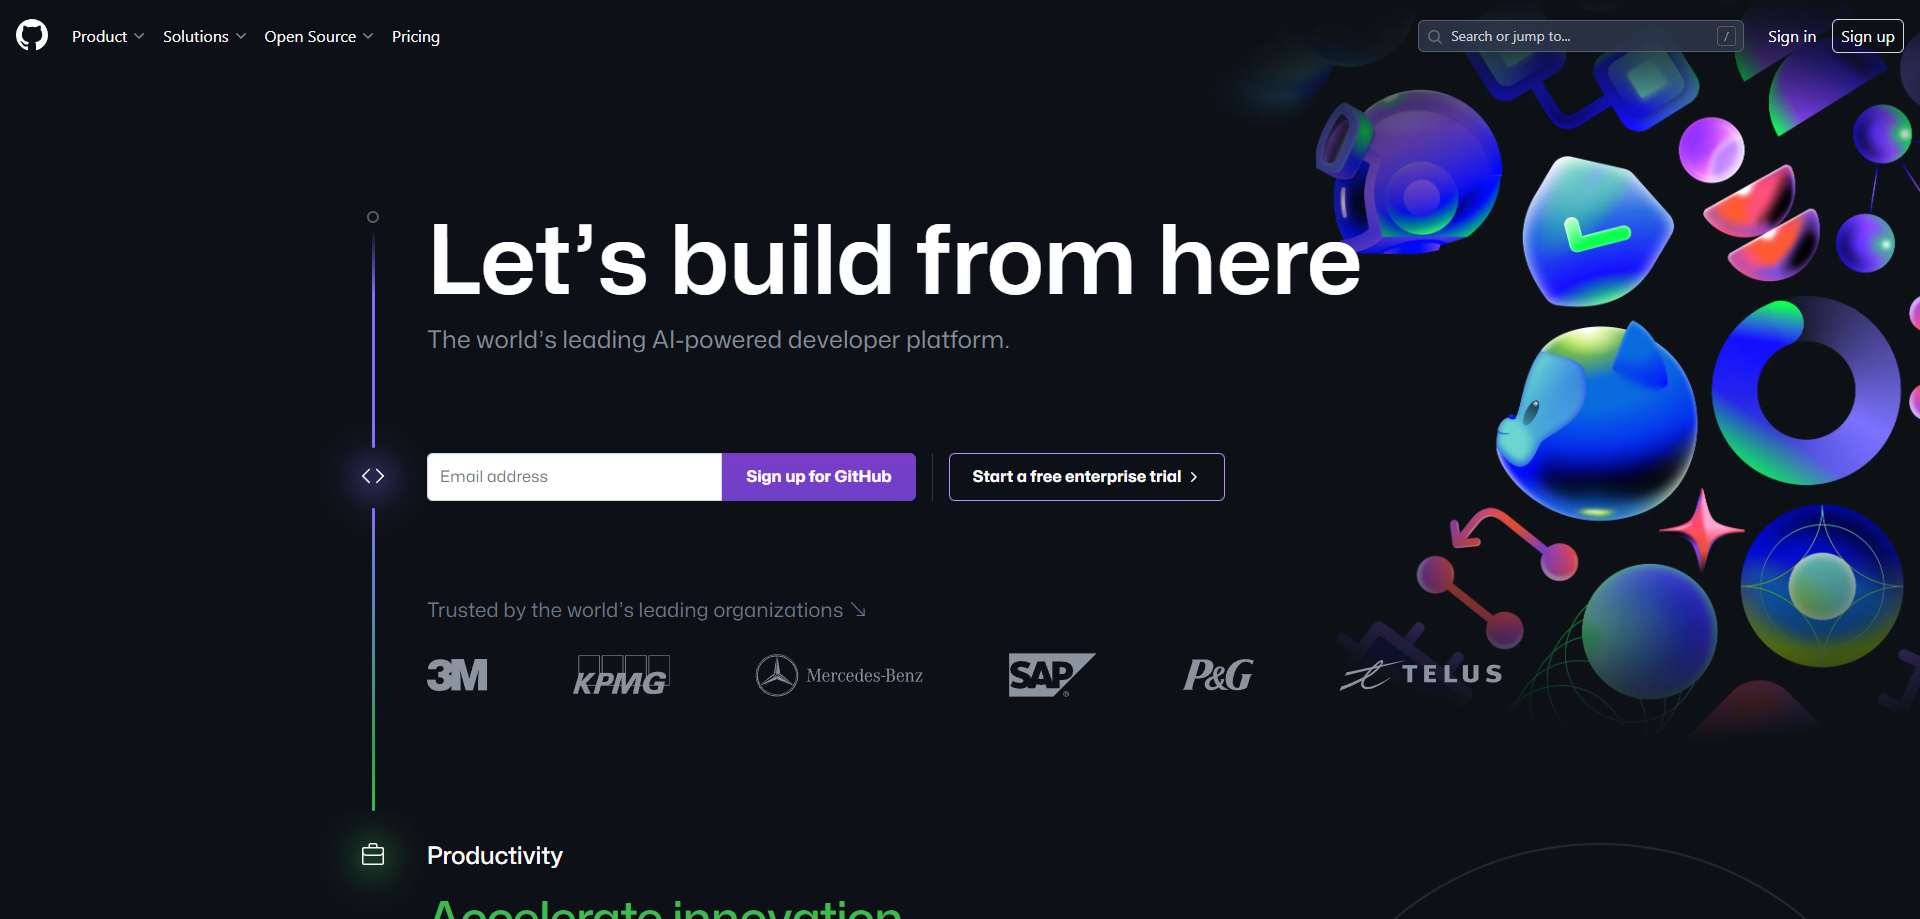 Product
Solutions
Open Source
Pricing
Search or jump to...
/
Sign in
Sign up
Let’s build from here
The world’s leading AI-powered developer platform.
Email address
Sign up for GitHub
Start a free enterprise trial
Trusted by the world’s leading organizations
3M
KPMG
Mercedes-Benz
SAP
®
P&G
TELUS
Productivity
Accelerate innovation